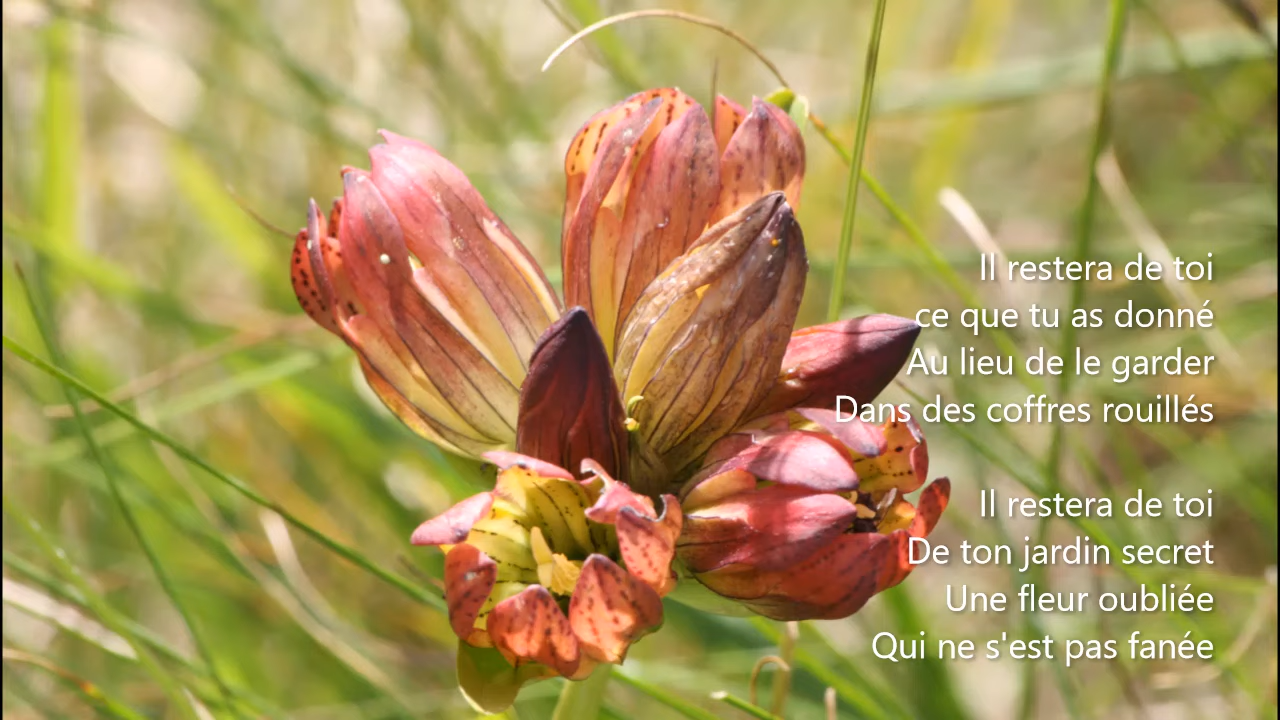 Il restera de toi
ce que tu as donné
Au lieu de le garder
Dans des coffres rouillés
Il restera de toi
De ton jardin secret
Une fleur oubliée
Qui ne s'est pas fanée